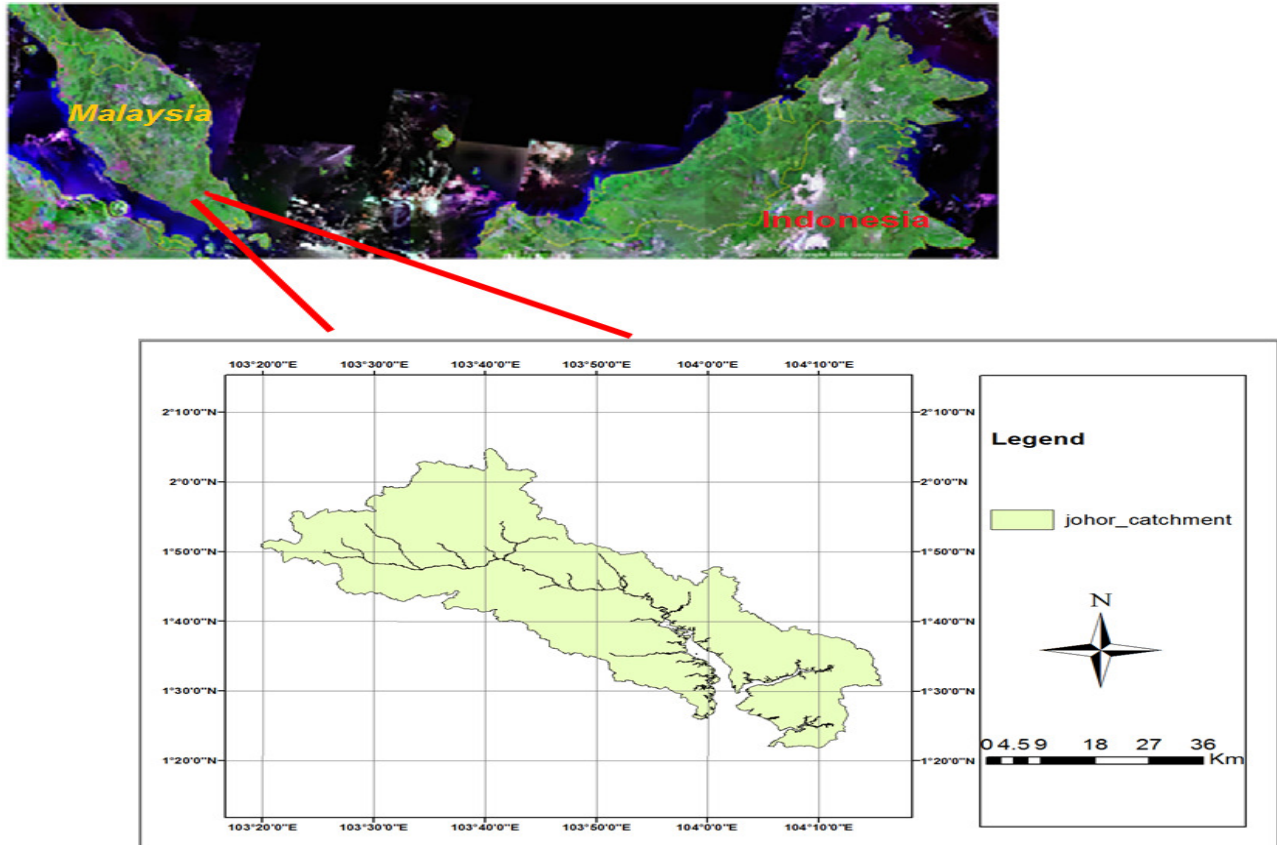 Malaysia
Indonesia
Copyright 2005 Geology.com
103°20'0"E 103°30'0"E 103°40'0"E 103°50'0"E 104°0'0"E 104°10'0"E
2°10'0"N 2°10'0"N
2°0'0"N 2°0'0"N
1°50'0"N 1°50'0"N
1°40'0"N 1°40'0"N
1°30'0"N 1°30'0"N
1°20'0"N 1°20'0"N
103°20'0"E 103°30'0"E 103°40'0"E 103°50'0"E 104°0'0"E 104°10'0"E
Legend
johor_catchment
N
0 4.5 9 18 27 36
Km